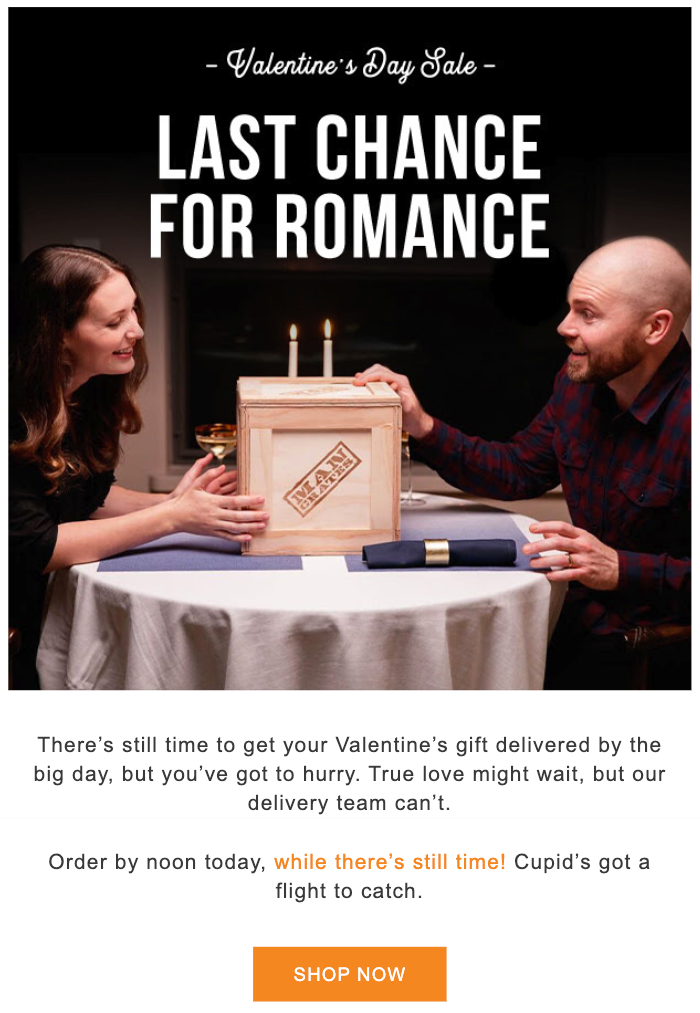 – Valentine's Day Sale –
LAST CHANCE
FOR ROMANCE
MAN
CRATES
There’s still time to get your Valentine’s gift delivered by the
big day, but you’ve got to hurry. True love might wait, but our
delivery team can’t.
Order by noon today, while there’s still time! Cupid’s got a
flight to catch.
SHOP NOW